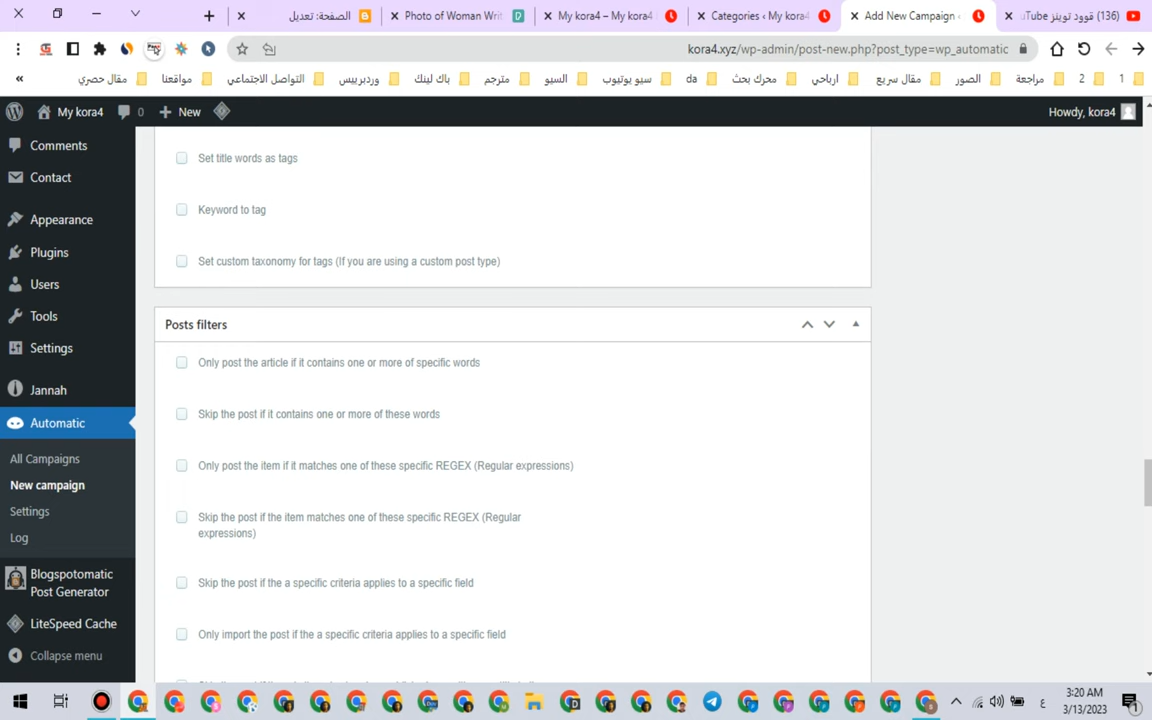 الصفحة: تعديل
Photo of Woman Wri
My kora4 – My kora4
Categories ‹ My kora4
Add New Campaign ‹
(136) قوود توينز uTube
kora4.xyz/wp-admin/post-new.php?post_type=wp_automatic
«
مقال حصري
مواقعنا
التواصل الاجتماعي
وردبرييس
باك لينك
مترجم
السيو
سيو يوتيوب
da
محرك بحث
ارباحي
مقال سريع
الصور
مراجعة
2
1
My kora4
0
New
Howdy, kora4
Comments
Contact
Appearance
Plugins
Users
Tools
Settings
Jannah
Automatic
All Campaigns
New campaign
Settings
Log
Blogspotomatic
Post Generator
LiteSpeed Cache
Collapse menu
Set title words as tags
Keyword to tag
Set custom taxonomy for tags (If you are using a custom post type)
Posts filters
Only post the article if it contains one or more of specific words
Skip the post if it contains one or more of these words
Only post the item if it matches one of these specific REGEX (Regular expressions)
Skip the post if the item matches one of these specific REGEX (Regular
expressions)
Skip the post if the a specific criteria applies to a specific field
Only import the post if the a specific criteria applies to a specific field
ع
3:20 AM
3/13/2023
1